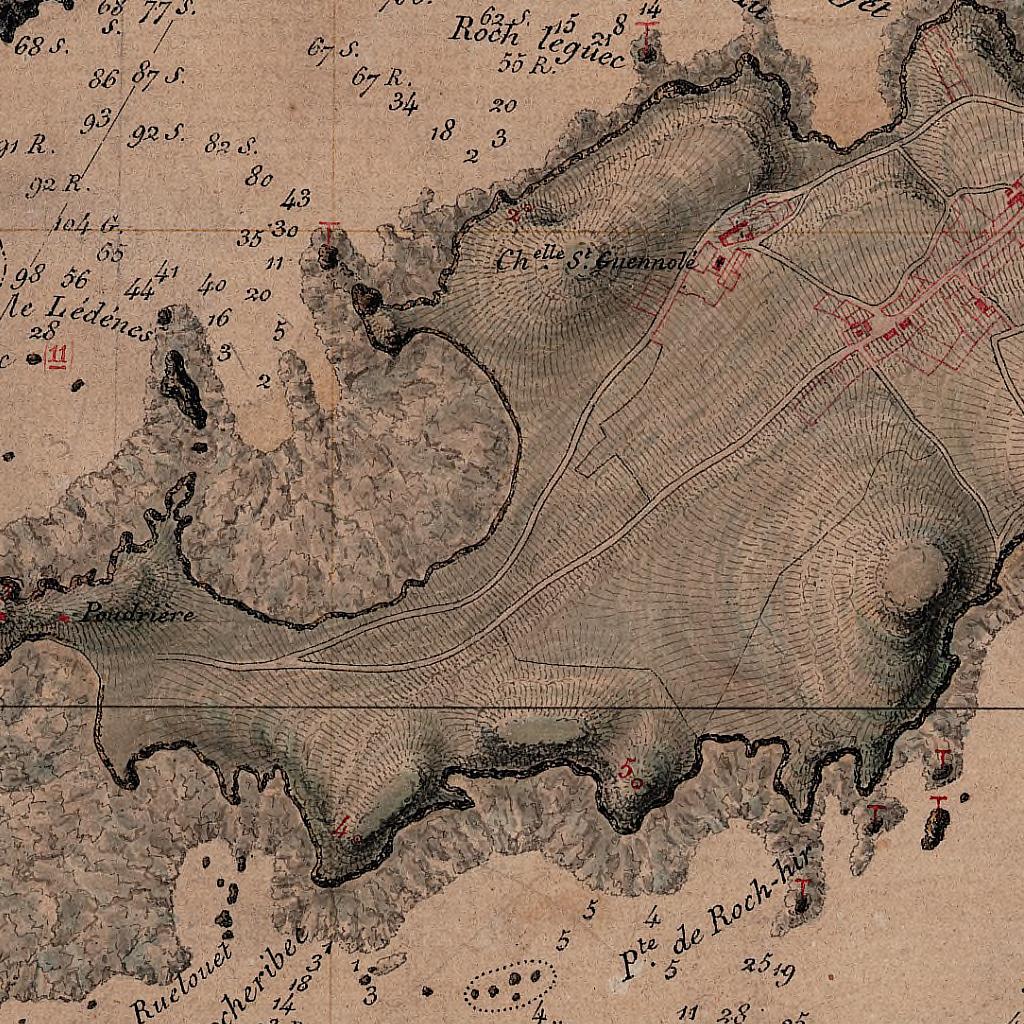 68 77 S.
S.
68 S.
67 S.
62 S. 15 8 14
Roch leguec
21
55 R.
86 87 S.
67 R.
34
20
93
92 S.
18 3
82 S.
2
91 R.
92 R.
80
43
104 G.
35 30
65
11
98 56 41
44 40 20
le Lédénes
28
16
5
3
11
2
2°
Ch^elle. S^t. Guennolé
Poudrière
5°
4°
P^te. de Roch-hir
5 4
5
5
25 19
Ruelouet
cheribee
3 1
18 3
14
4
11 28